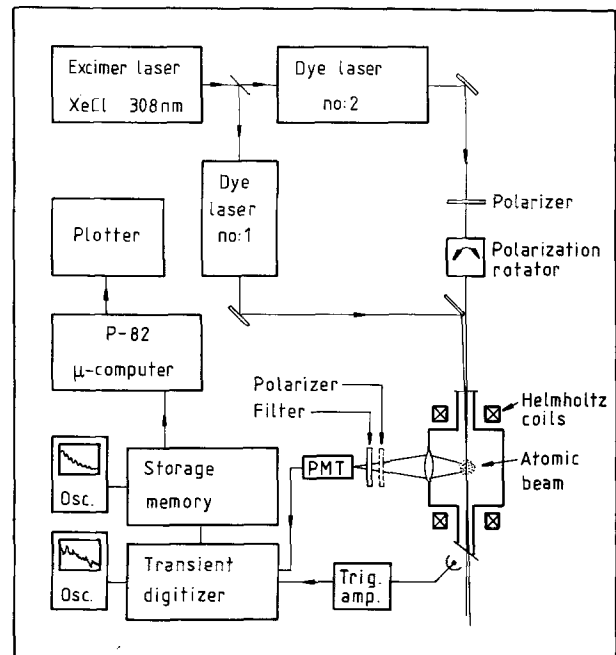 Excimer laser
XeCl 308nm
Dye laser
no:2
Dye
laser
no:1
Polarizer
Polarization
rotator
Plotter
P-82
μ-computer
Polarizer
Filter
Helmholtz
coils
PMT
Atomic
beam
Storage
memory
Osc.
Transient
digitizer
Osc.
Trig.
amp.